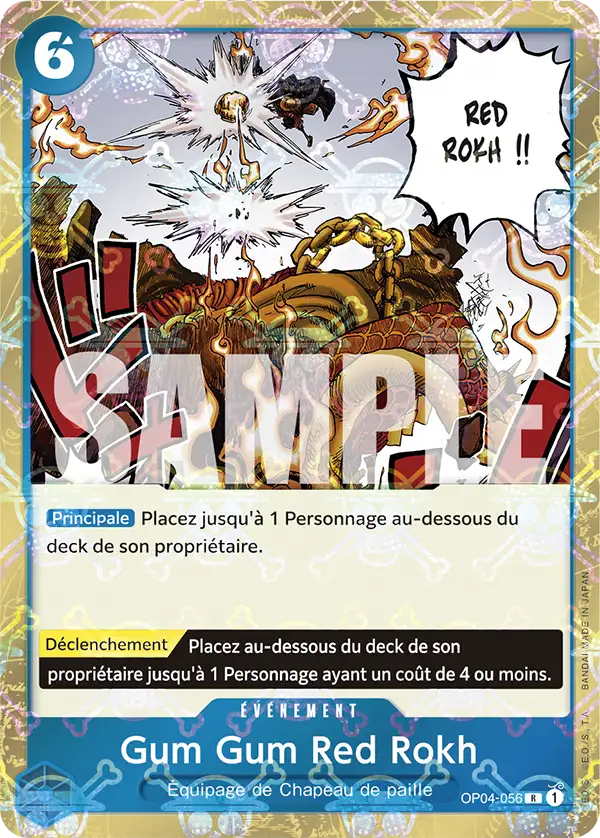 6
RED
ROKH !!
SAMPLE
Principale Placez jusqu'à 1 Personnage au-dessous du
deck de son propriétaire.
Déclenchement Placez au-dessous du deck de son
propriétaire jusqu'à 1 Personnage ayant un coût de 4 ou moins.
ÉVÉNEMENT
Gum Gum Red Rokh
Équipage de Chapeau de paille
OP04-056 R 1
©E.O./S., T.A. BANDAI MADE IN JAPAN